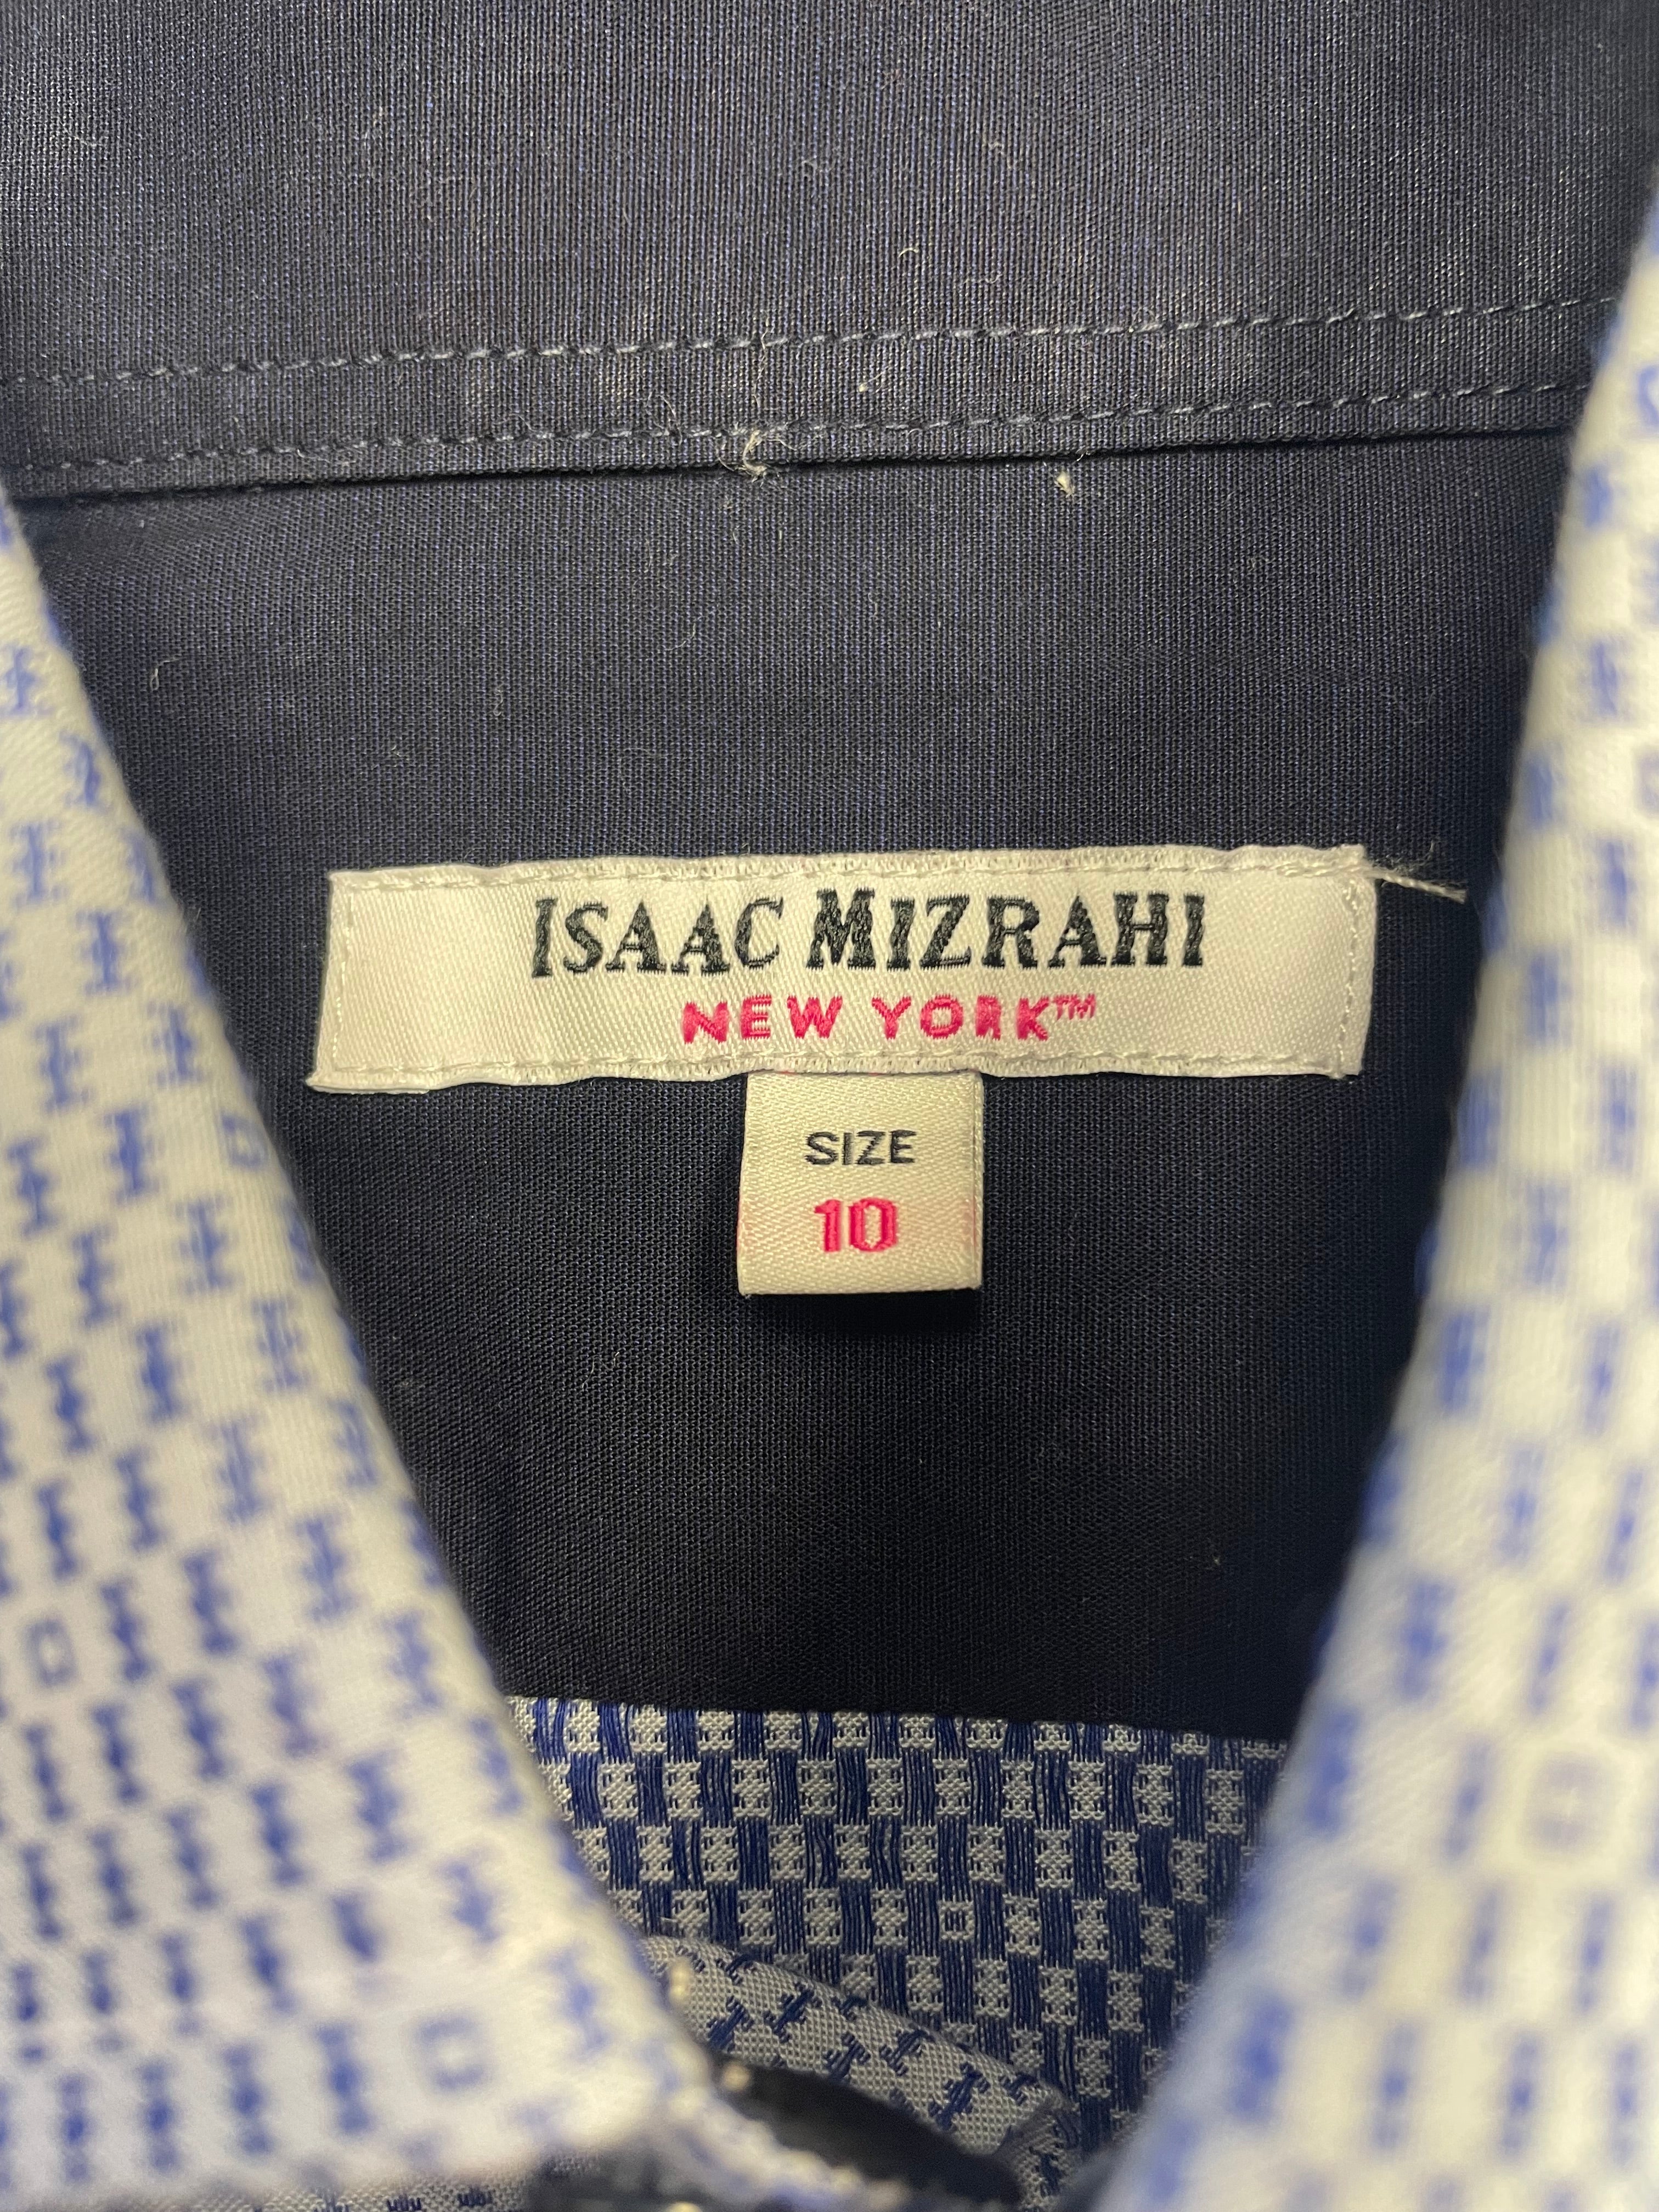 ISAAC MIZRAHI
NEW YORK™
SIZE
10